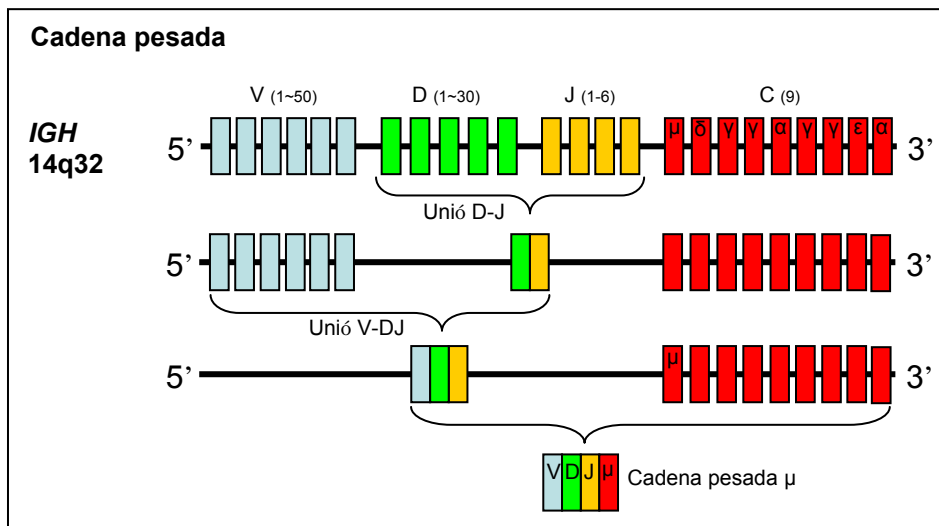 Cadena pesada
V (1~50) D (1~30) J (1-6) C (9)
IGH
14q32
5’ μ δ γ γ α γ γ ε α 3’
Unió D-J
5’ 3’
Unió V-DJ
5’ μ 3’
V D J μ Cadena pesada μ